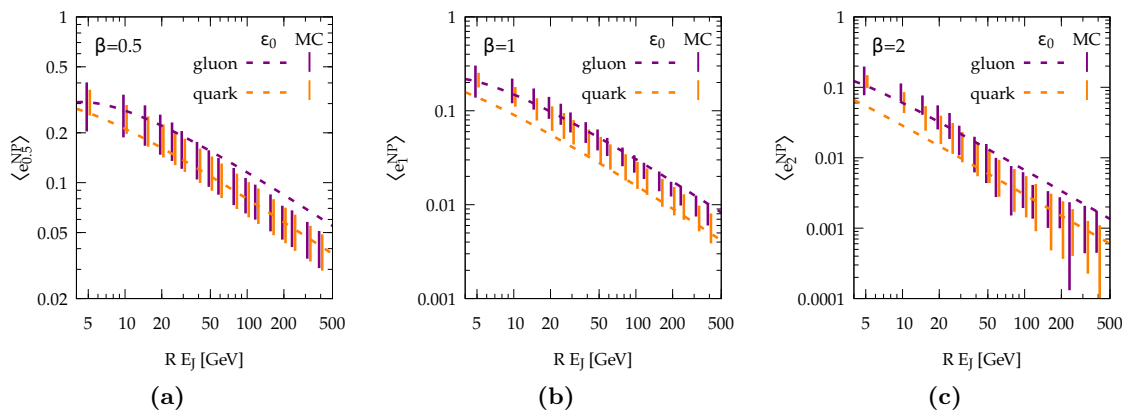 β=0.5 ε₀ MC
gluon
quark
1
0.5
0.2
0.1
0.05
0.02
⟨e₀.₅ᴺᴾ⟩
5 10 20 50 100 200 500
R E_J [GeV]
(a)
β=1 ε₀ MC
gluon
quark
1
0.1
0.01
0.001
⟨e₁ᴺᴾ⟩
5 10 20 50 100 200 500
R E_J [GeV]
(b)
β=2 ε₀ MC
gluon
quark
1
0.1
0.01
0.001
0.0001
⟨e₂ᴺᴾ⟩
5 10 20 50 100 200 500
R E_J [GeV]
(c)